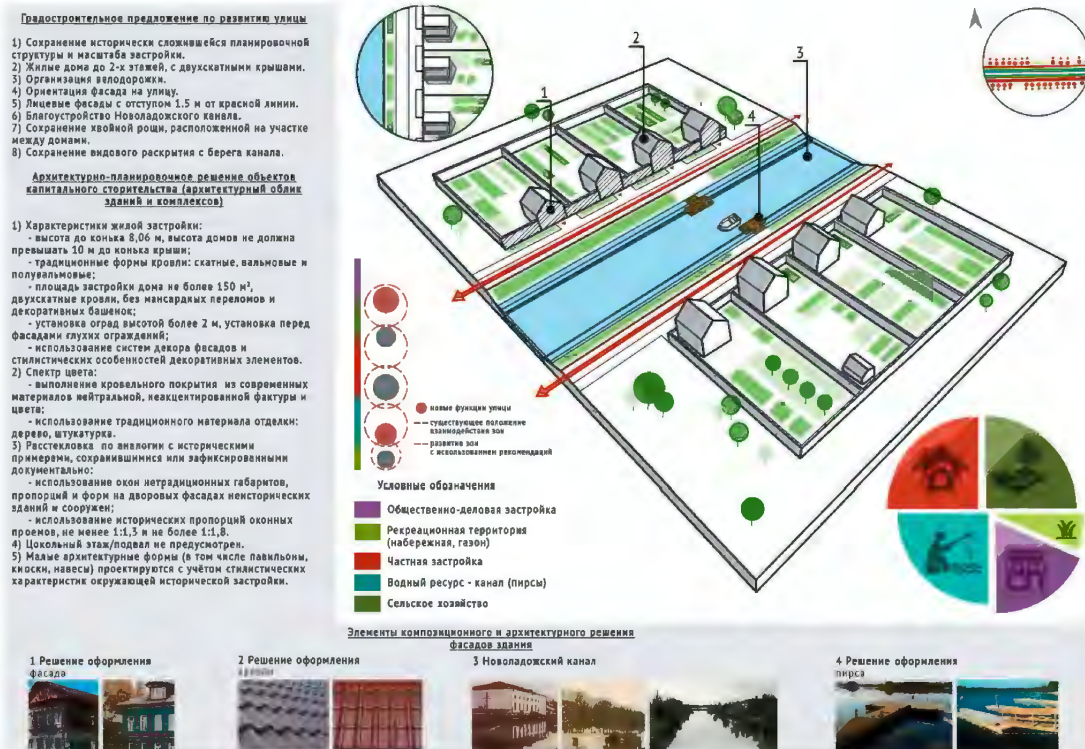 Градостроительное предложение по развитию улицы
1) Сохранение исторически сложившейся планировочной
структуры и масштаба застройки.
2) Жилые дома до 2-х этажей, с двухскатными крышами.
3) Организация велодорожки.
4) Ориентация фасада на улицу.
5) Лицевые фасады с отступом 1.5 м от красной линии.
6) Благоустройство Новоладожского канала.
7) Сохранение хвойной рощи, расположенной на участке
между домами.
8) Сохранение видового раскрытия с берега канала.
Архитектурно-планировочное решение объектов
капитального сторительства (архитектурный облик
зданий и комплексов)
1) Характеристики жилой застройки:
- высота до конька 8,06 м, высота домов не должна
превышать 10 м до конька крыши;
- традиционные формы кровли: скатные, вальмовые и
полувальмовые;
- площадь застройки дома не более 150 м²,
двухскатные кровли, без мансардных переломов и
декоративных башенок;
- установка оград высотой более 2 м, установка перед
фасадами глухих ограждений;
- использование систем декора фасадов и
стилистических особенностей декоративных элементов.
2) Спектр цвета:
- выполнение кровельного покрытия из современных
материалов нейтральной, неакцентированной фактуры и
цвета;
- использование традиционного материала отделки:
дерево, штукатурка.
3) Расстекловка по аналогии с историческими
примерами, сохранившимися или зафиксированными
документально:
- использование окон нетрадиционных габаритов,
пропорций и форм на дворовых фасадах неисторических
зданий и сооружен;
- использование исторических пропорций оконных
проемов, не менее 1:1,3 и не более 1:1,8.
4) Цокольный этаж/подвал не предусмотрен.
5) Малые архитектурные формы (в том числе павильоны,
киоски, навесы) проектируются с учётом стилистических
характеристик окружающей исторической застройки.
1
2
3
4
новые функции улицы
существующее положение
взаимодействия зон
развитие зон
с использованием рекомендаций
Условные обозначения
Общественно-деловая застройка
Рекреационная территория
(набережная, газон)
Частная застройка
Водный ресурс - канал (пирсы)
Сельское хозяйство
Элементы композиционного и архитектурного решения
фасадов здания
1 Решение оформления
фасада
2 Решение оформления
кровли
3 Новоладожский канал
4 Решение оформления
пирса